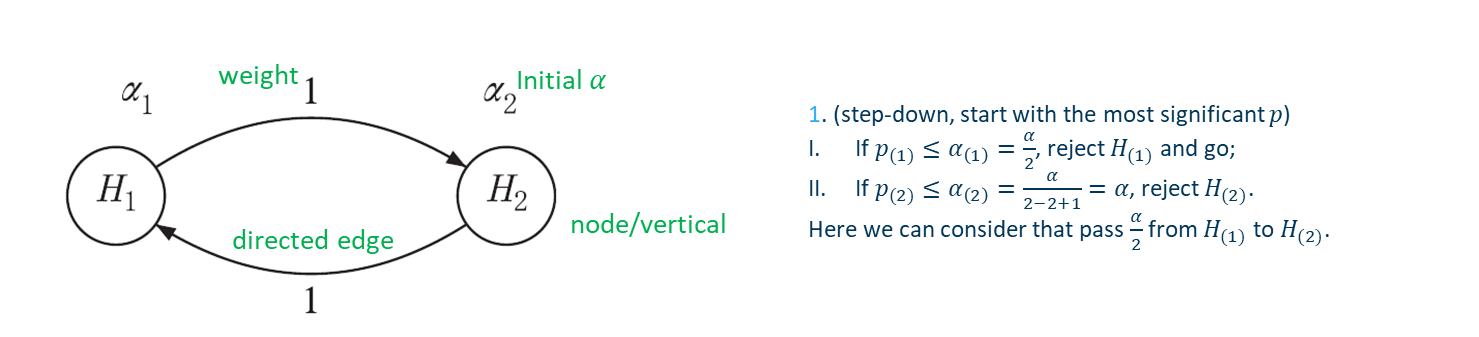 weight
α₁ 1 α₂ Initial α
H₁ H₂
node/vertical
directed edge
1
1. (step-down, start with the most significant p)
I. If p₍₁₎ ≤ α₍₁₎ = α/2, reject H₍₁₎ and go;
II. If p₍₂₎ ≤ α₍₂₎ = α/(2−2+1) = α, reject H₍₂₎.
Here we can consider that pass α/2 from H₍₁₎ to H₍₂₎.